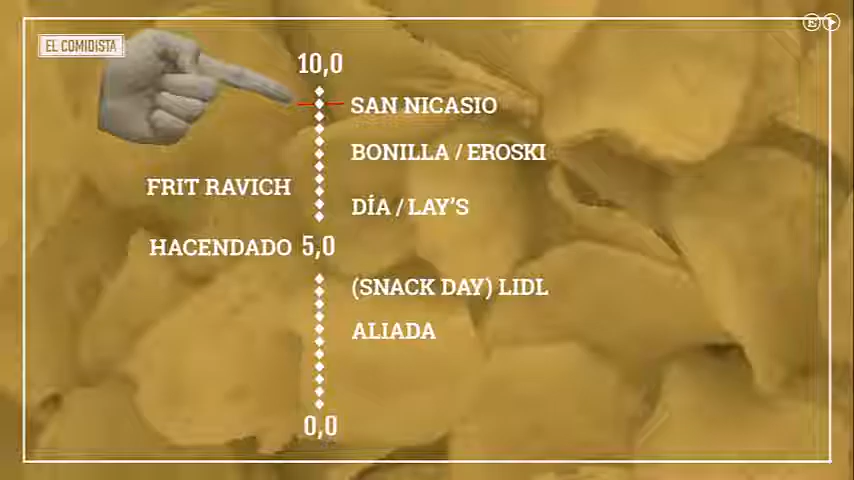 EL COMIDISTA
E
10,0
SAN NICASIO
BONILLA / EROSKI
FRIT RAVICH
DÍA / LAY'S
HACENDADO 5,0
(SNACK DAY) LIDL
ALIADA
0,0